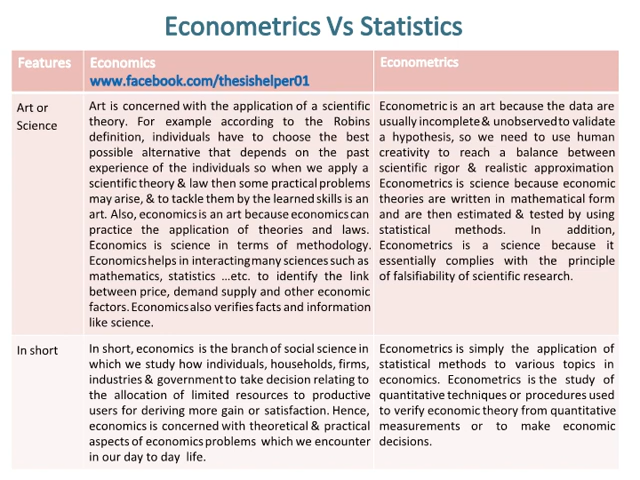 Econometrics Vs Statistics
Features
Economics
www.facebook.com/thesishelper01
Econometrics
Art or
Science
Art is concerned with the application of a scientific
theory. For example according to the Robins
definition, individuals have to choose the best
possible alternative that depends on the past
experience of the individuals so when we apply a
scientific theory & law then some practical problems
may arise, & to tackle them by the learned skills is an
art. Also, economics is an art because economics can
practice the application of theories and laws.
Economics is science in terms of methodology.
Economics helps in interacting many sciences such as
mathematics, statistics ...etc. to identify the link
between price, demand supply and other economic
factors. Economics also verifies facts and information
like science.
Econometric is an art because the data are
usually incomplete & unobserved to validate
a hypothesis, so we need to use human
creativity to reach a balance between
scientific rigor & realistic approximation
Econometrics is science because economic
theories are written in mathematical form
and are then estimated & tested by using
statistical methods. In addition,
Econometrics is a science because it
essentially complies with the principle
of falsifiability of scientific research.
In short
In short, economics is the branch of social science in
which we study how individuals, households, firms,
industries & government to take decision relating to
the allocation of limited resources to productive
users for deriving more gain or satisfaction. Hence,
economics is concerned with theoretical & practical
aspects of economics problems which we encounter
in our day to day life.
Econometrics is simply the application of
statistical methods to various topics in
economics. Econometrics is the study of
quantitative techniques or procedures used
to verify economic theory from quantitative
measurements or to make economic
decisions.